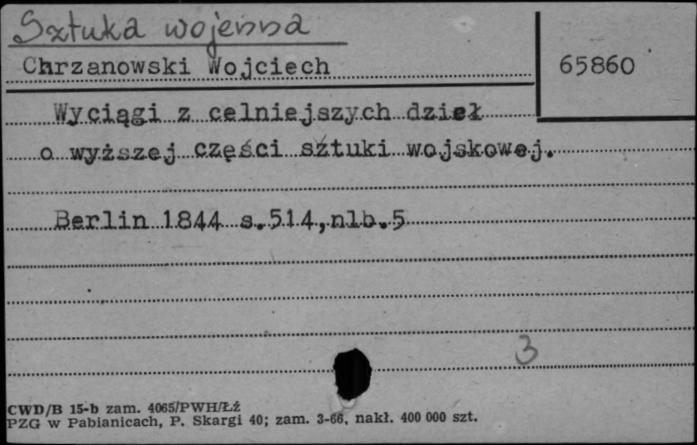 Sztuka wojenna
Chrzanowski Wojciech
65860
Wyciągi z celniejszych dzieł
o wyższej części sztuki wojskowej.
Berlin 1844 s.514,nlb.5
3
CWD/B 15-b zam. 4065/PWH/Łź
PZG w Pabianicach, P. Skargi 40; zam. 3-66, nakł. 400 000 szt.